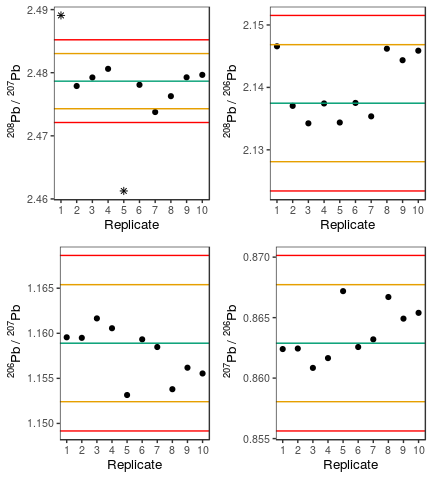 2.49
2.48
2.47
2.46
²⁰⁸Pb / ²⁰⁷Pb
1 2 3 4 5 6 7 8 9 10
Replicate
2.15
2.14
2.13
²⁰⁸Pb / ²⁰⁶Pb
1 2 3 4 5 6 7 8 9 10
Replicate
1.165
1.160
1.155
1.150
²⁰⁶Pb / ²⁰⁷Pb
1 2 3 4 5 6 7 8 9 10
Replicate
0.870
0.865
0.860
0.855
²⁰⁷Pb / ²⁰⁶Pb
1 2 3 4 5 6 7 8 9 10
Replicate